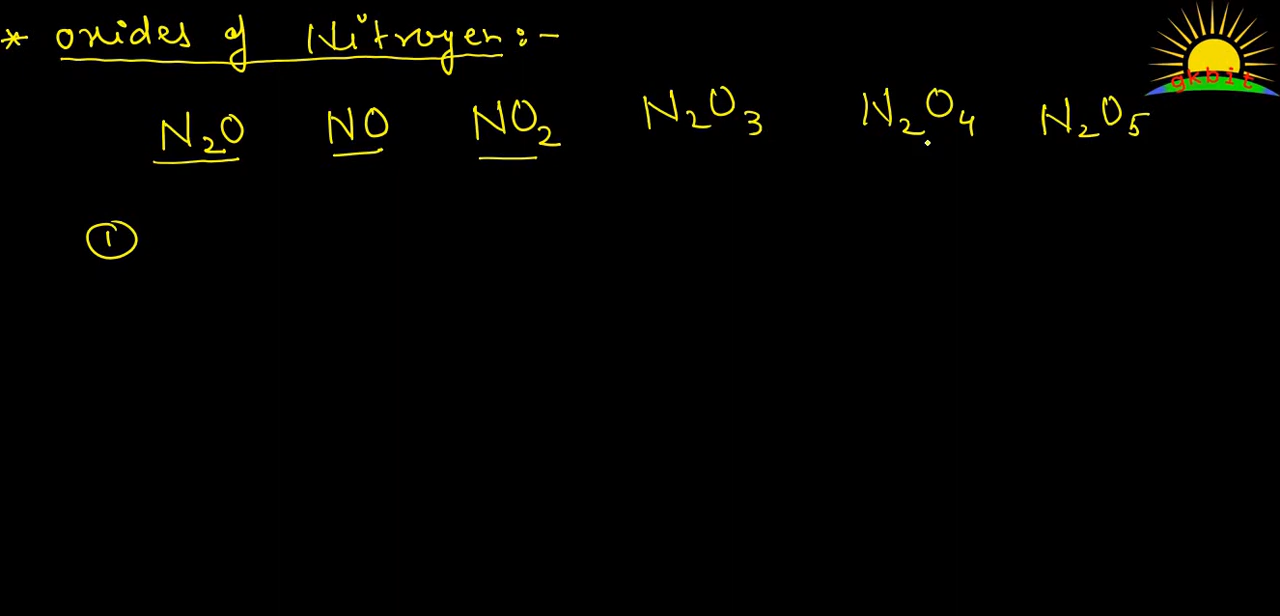 * oxides of Nitrogen:-
gkbit
N₂O NO NO₂ N₂O₃ N₂O₄ N₂O₅
①